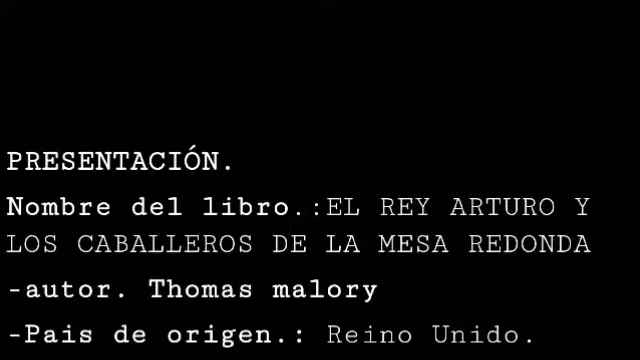 PRESENTACIÓN.
Nombre del libro.:EL REY ARTURO Y
LOS CABALLEROS DE LA MESA REDONDA
-autor. Thomas malory
-Pais de origen.: Reino Unido.